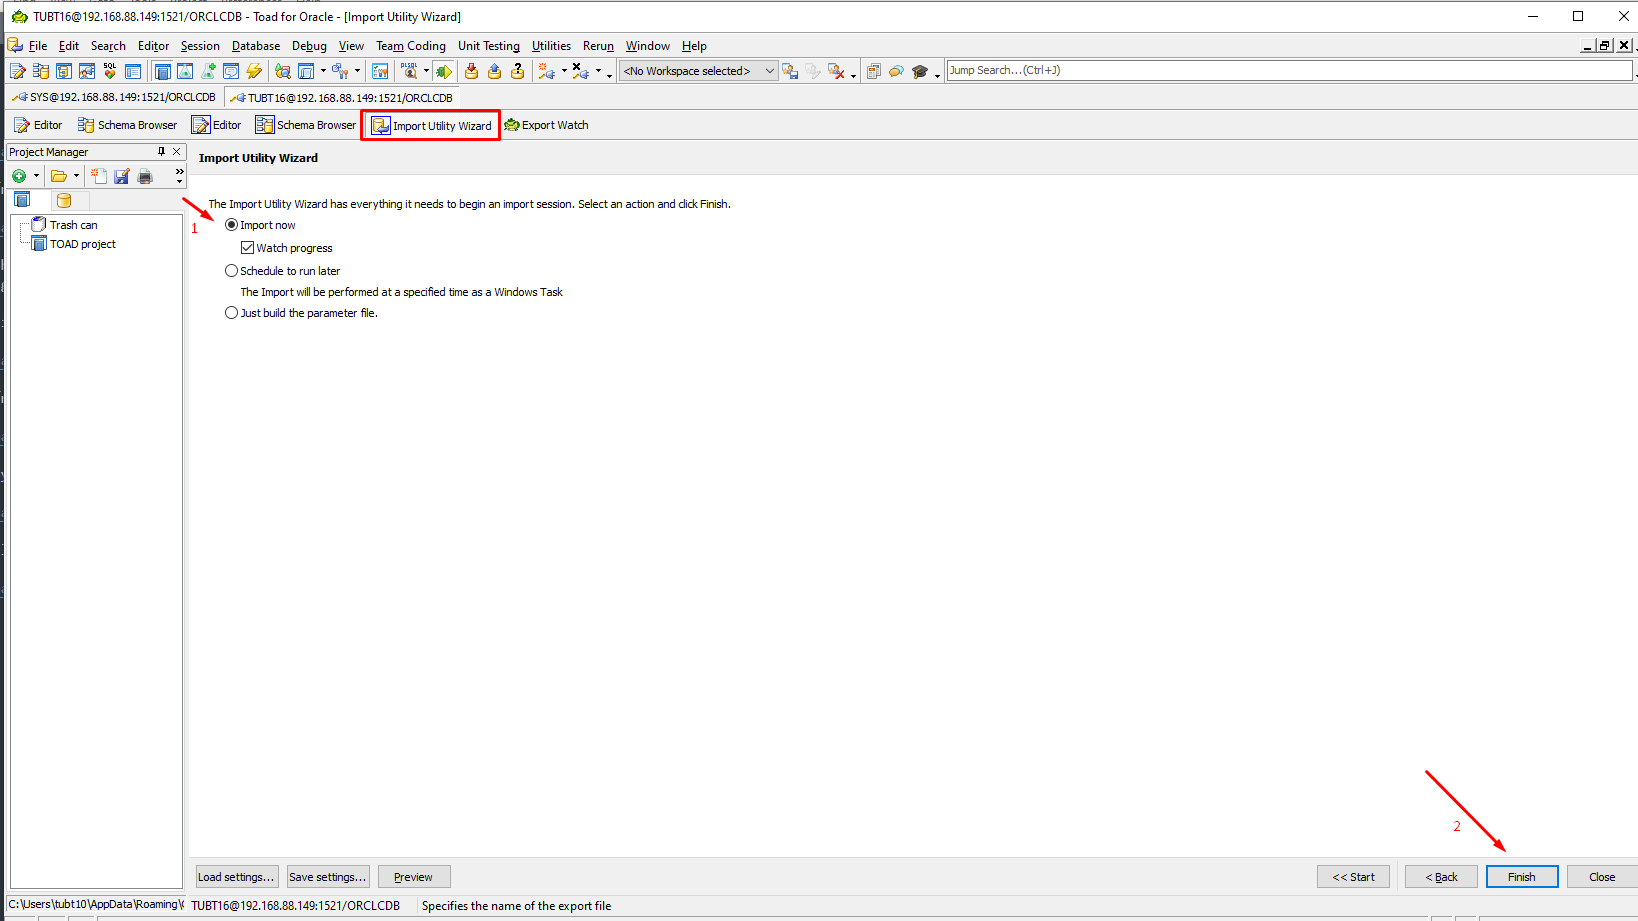 TUBT16@192.168.88.149:1521/ORCLCDB - Toad for Oracle - [Import Utility Wizard]
File Edit Search Editor Session Database Debug View Team Coding Unit Testing Utilities Rerun Window Help
SQL
<No Workspace selected>
Jump Search...(Ctrl+J)
SYS@192.168.88.149:1521/ORCLCDB TUBT16@192.168.88.149:1521/ORCLCDB
Editor Schema Browser Editor Schema Browser Import Utility Wizard Export Watch
Project Manager
Import Utility Wizard
The Import Utility Wizard has everything it needs to begin an import session. Select an action and click Finish.
1
Import now
Trash can
Watch progress
TOAD project
Schedule to run later
The Import will be performed at a specified time as a Windows Task
Just build the parameter file.
2
Load settings... Save settings... Preview << Start < Back Finish Close
C:\Users\tubt10\AppData\Roaming\ TUBT16@192.168.88.149:1521/ORCLCDB Specifies the name of the export file